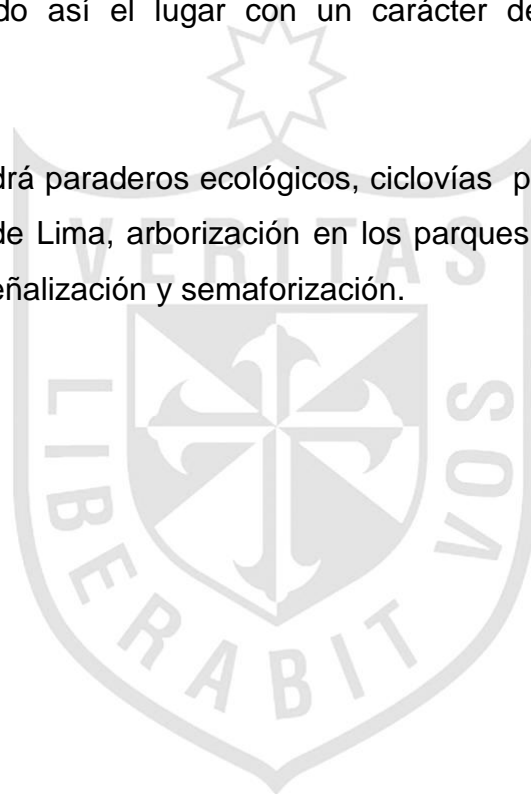 do así el lugar con un carácter de
drá paraderos ecológicos, ciclovías p
de Lima, arborización en los parques
eñalización y semaforización.
VERITAS
LIBERABIT VOS